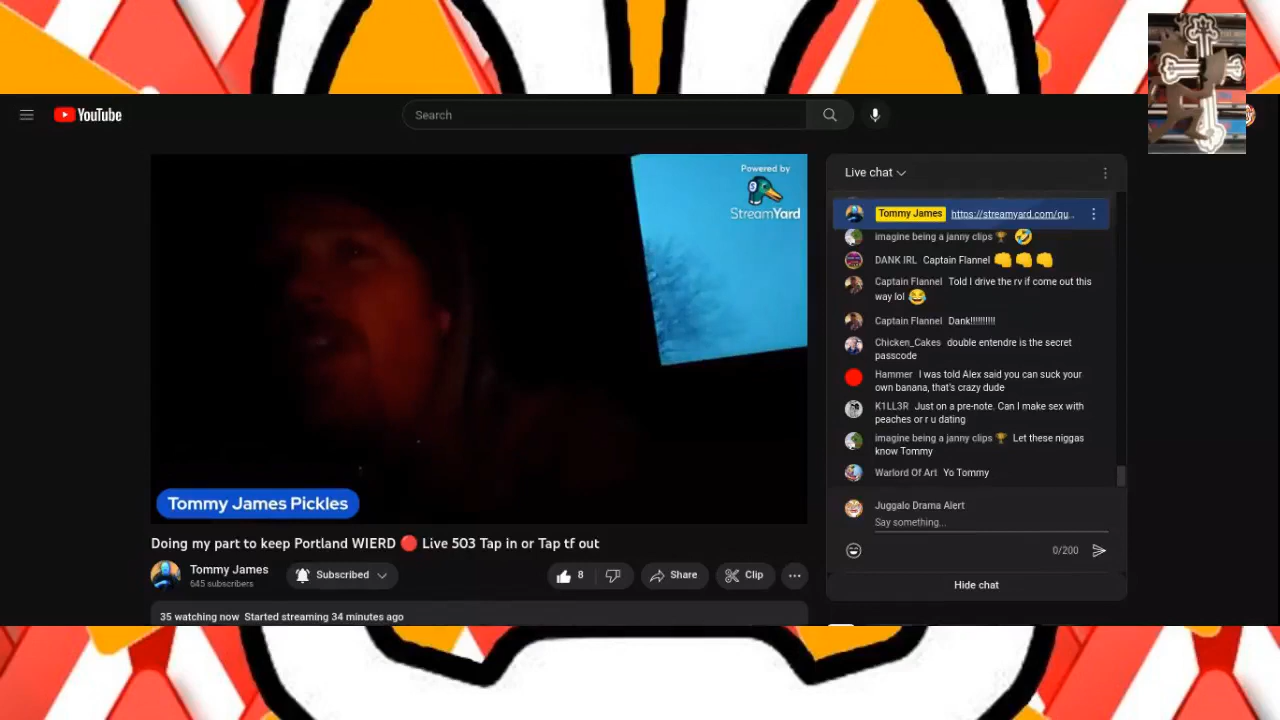 YouTube
Search
Powered by
StreamYard
Tommy James Pickles
Doing my part to keep Portland WIERD 🔴 Live 503 Tap in or Tap tf out
Tommy James
645 subscribers
Subscribed
8
Share
Clip
35 watching now Started streaming 34 minutes ago
Live chat
Tommy James https://streamyard.com/qu...
imagine being a janny clips 🏆 🤣
DANK IRL Captain Flannel 👊 👊 👊
Captain Flannel Told I drive the rv if come out this
way lol 😂
Captain Flannel Dank!!!!!!!!!!
Chicken_Cakes double entendre is the secret
passcode
Hammer I was told Alex said you can suck your
own banana, that's crazy dude
K1LL3R Just on a pre-note. Can I make sex with
peaches or r u dating
imagine being a janny clips 🏆 Let these niggas
know Tommy
Warlord Of Art Yo Tommy
Juggalo Drama Alert
Say something...
0/200
Hide chat